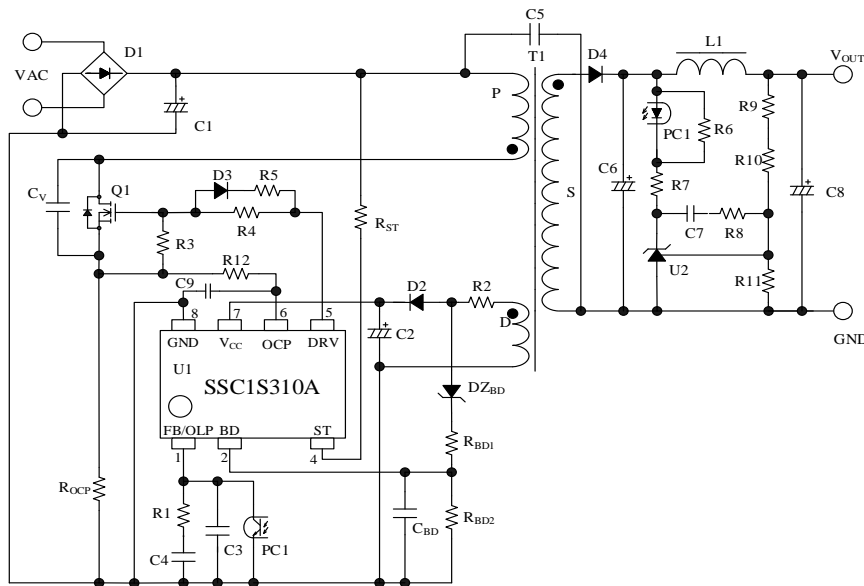 C5
D1
T1
D4
L1
VOUT
VAC
P
C1
PC1
R6
R9
R10
D3
R5
CV
Q1
R4
RST
R7
C6
S
C8
R3
C7
R8
R12
U2
C9
D2
R2
R11
8
7
6
5
C2
D
GND
VCC
OCP
DRV
GND
U1
SSC1S310A
DZBD
FB/OLP
BD
ST
1
2
4
RBD1
ROCP
R1
C3
PC1
CBD
RBD2
C4